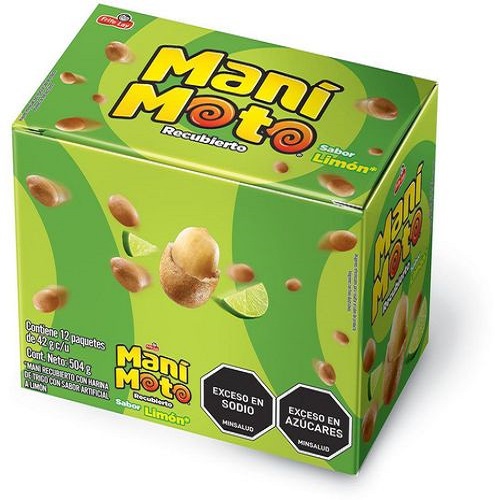 Frito Lay
Maní
Moto
Recubierto
Sabor
Limón*
Maní
Moto
Recubierto
Contiene 12 paquetes
de 42 g c/u
Cont. Neto: 504 g
*MANÍ RECUBIERTO CON HARINA
DE TRIGO CON SABOR ARTIFICIAL
A LIMÓN
Maní
Moto
Recubierto
Sabor Limón*
EXCESO EN
SODIO
MINSALUD
EXCESO EN
AZÚCARES
MINSALUD